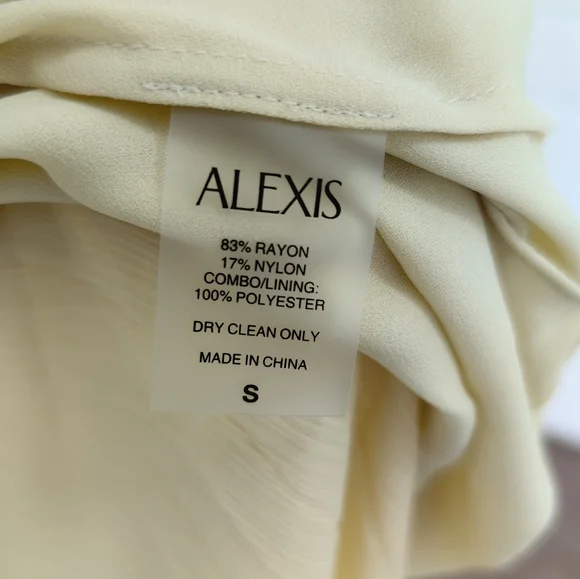 ALEXIS
83% RAYON
17% NYLON
COMBO/LINING:
100% POLYESTER
DRY CLEAN ONLY
MADE IN CHINA
S